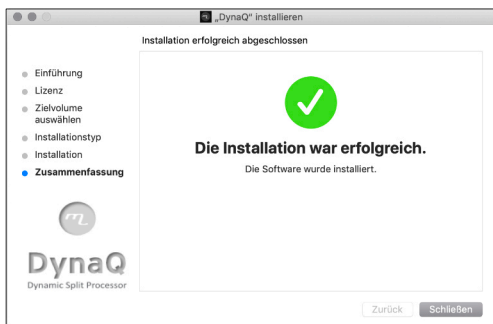 „DynaQ“ installieren
Installation erfolgreich abgeschlossen
Einführung
Lizenz
Zielvolume
auswählen
Installationstyp
Installation
Zusammenfassung
Die Installation war erfolgreich.
Die Software wurde installiert.
DynaQ
Dynamic Split Processor
Zurück
Schließen